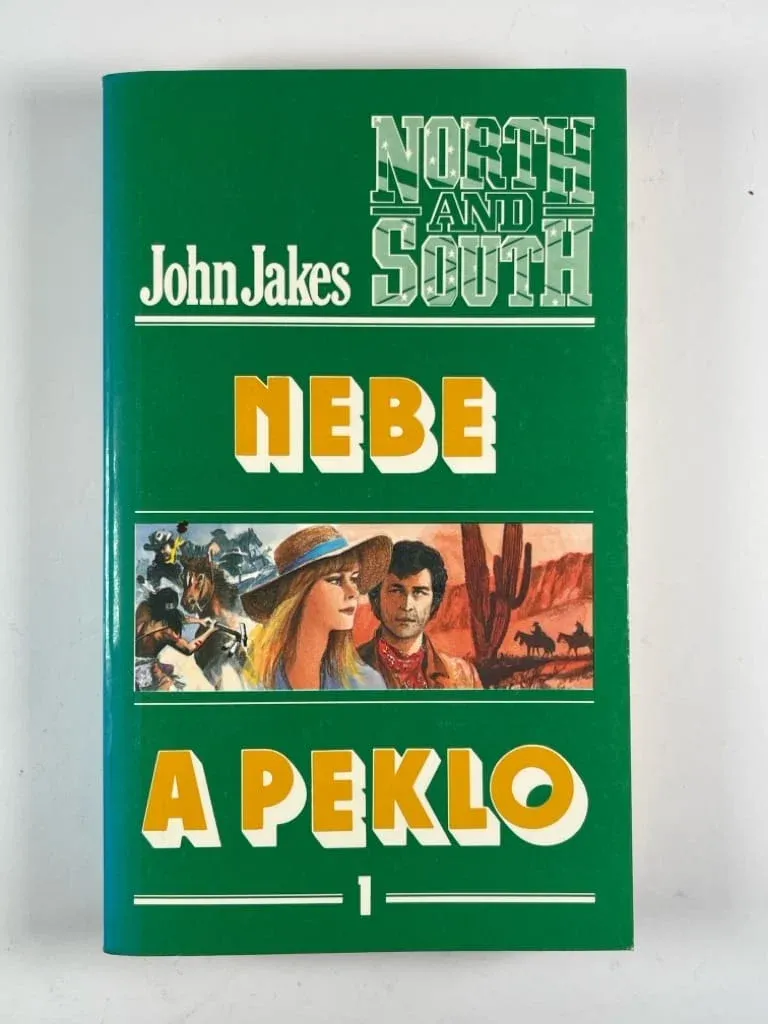 NORTH
AND
SOUTH
John Jakes
NEBE
A PEKLO
1